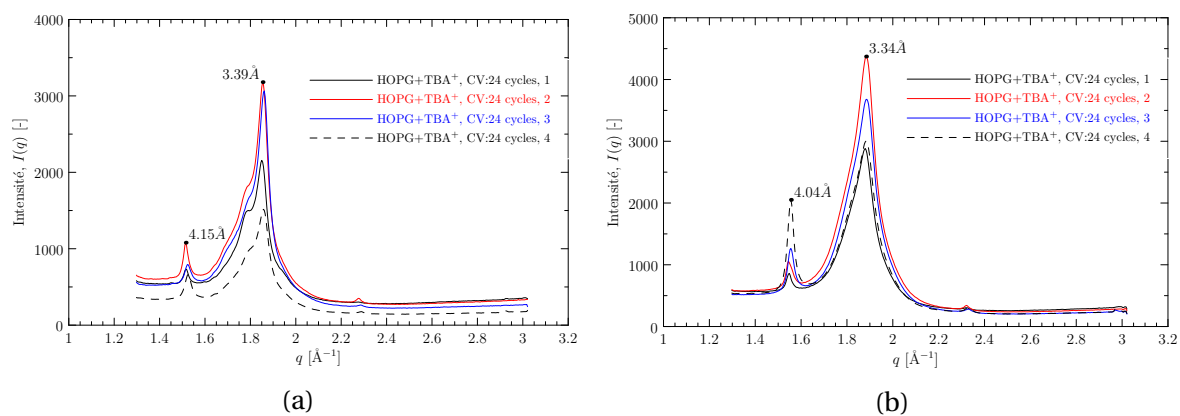 4000
3000
2000
1000
0
1
1.2
1.4
1.6
1.8
2
2.2
2.4
2.6
2.8
3
3.2
Intensité, I(q) [-]
q [Å⁻¹]
3.39Å
4.15Å
HOPG+TBA⁺, CV:24 cycles, 1
HOPG+TBA⁺, CV:24 cycles, 2
HOPG+TBA⁺, CV:24 cycles, 3
HOPG+TBA⁺, CV:24 cycles, 4
(a)
5000
4000
3000
2000
1000
0
1
1.2
1.4
1.6
1.8
2
2.2
2.4
2.6
2.8
3
3.2
Intensité, I(q) [-]
q [Å⁻¹]
3.34Å
4.04Å
HOPG+TBA⁺, CV:24 cycles, 1
HOPG+TBA⁺, CV:24 cycles, 2
HOPG+TBA⁺, CV:24 cycles, 3
HOPG+TBA⁺, CV:24 cycles, 4
(b)